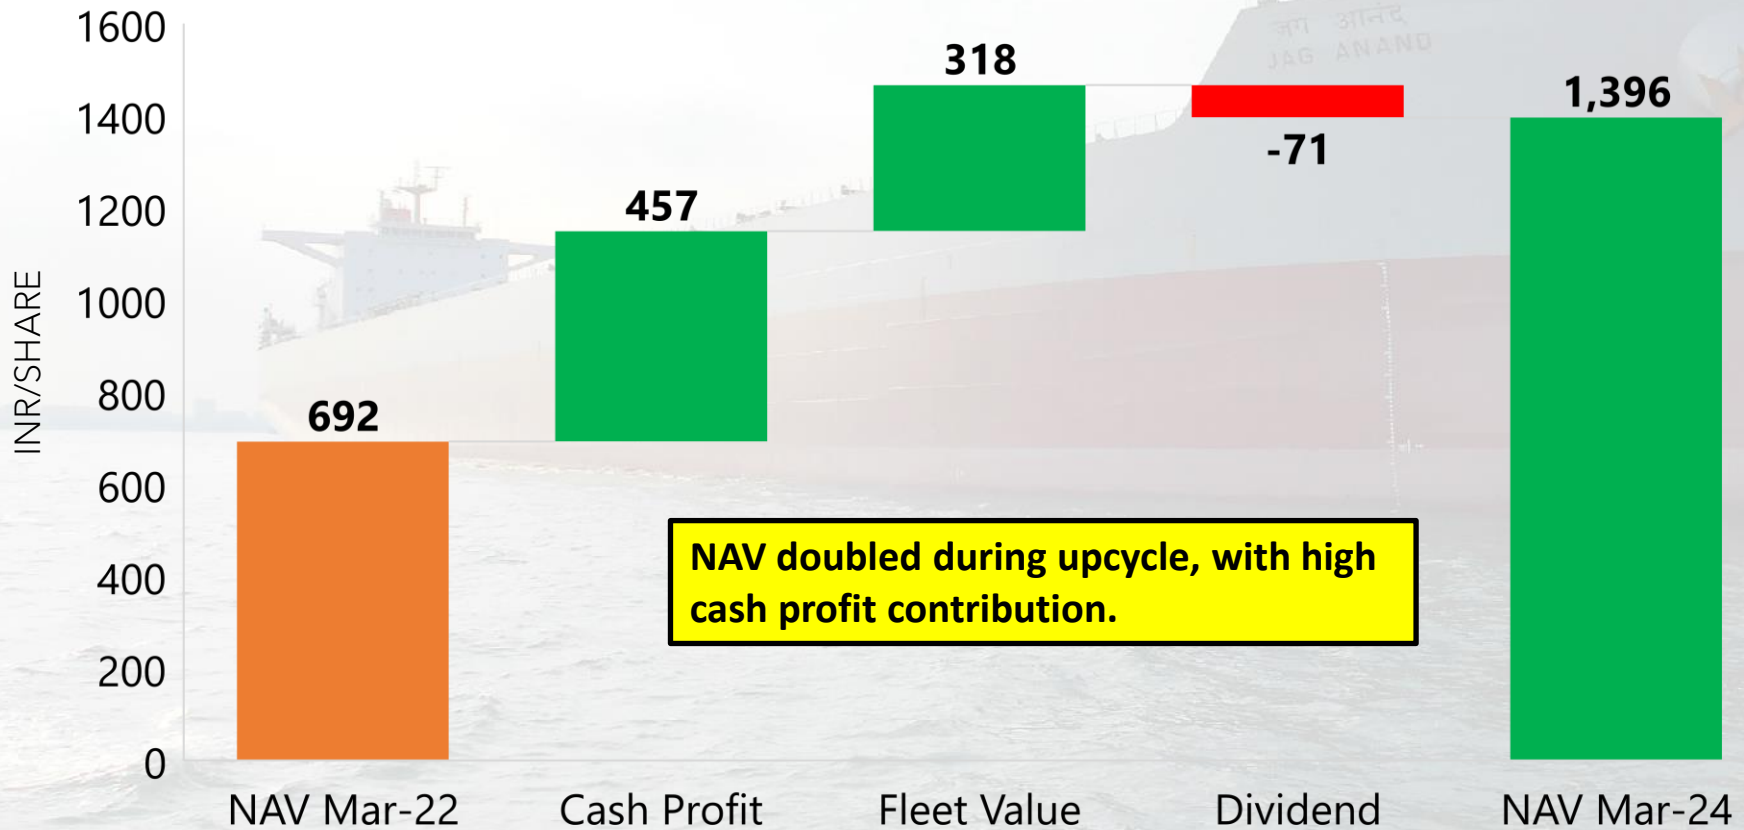 1600
1400
1200
1000
800
600
400
200
0
INR/SHARE
692
457
318
-71
1,396
जग आनंद
JAG ANAND
NAV doubled during upcycle, with high
cash profit contribution.
NAV Mar-22
Cash Profit
Fleet Value
Dividend
NAV Mar-24